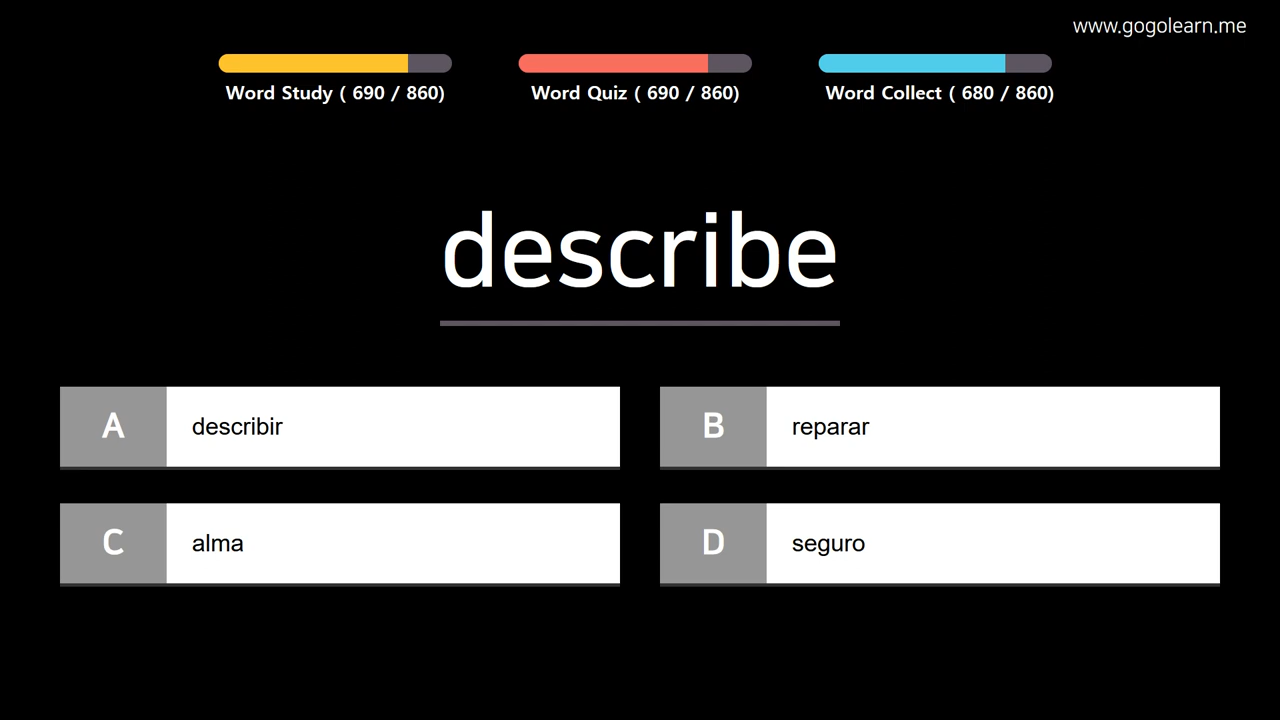 www.gogolearn.me
Word Study ( 690 / 860)
Word Quiz ( 690 / 860)
Word Collect ( 680 / 860)
describe
A describir
B reparar
C alma
D seguro